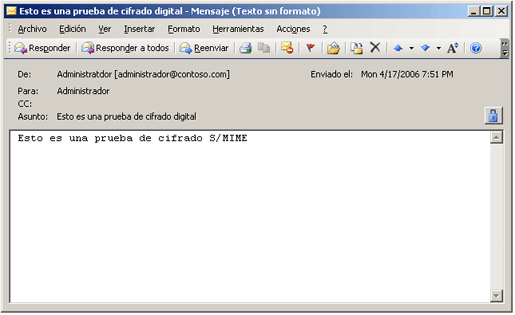 Esto es una prueba de cifrado digital - Mensaje (Texto sin formato)
Archivo Edición Ver Insertar Formato Herramientas Acciones ?
Responder Responder a todos Reenviar
De: Administratdor [administrador@contoso.com] Enviado el: Mon 4/17/2006 7:51 PM
Para: Administrador
CC:
Asunto: Esto es una prueba de cifrado digital
Esto es una prueba de cifrado S/MIME